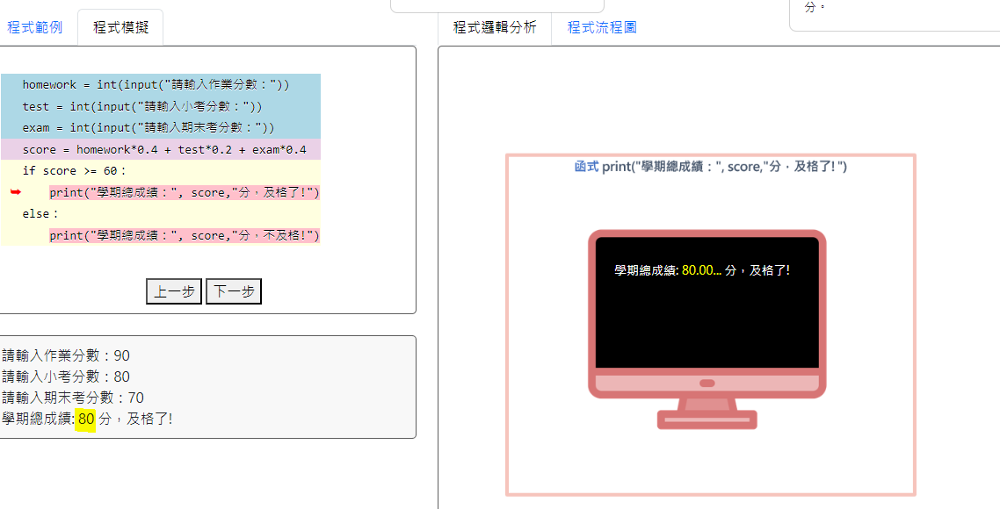 分。
程式範例
程式模擬
程式邏輯分析
程式流程圖
homework = int(input("請輸入作業分數："))
test = int(input("請輸入小考分數："))
exam = int(input("請輸入期末考分數："))
score = homework*0.4 + test*0.2 + exam*0.4
if score >= 60：
print("學期總成績：", score,"分，及格了!")
else：
print("學期總成績：", score,"分，不及格!")
上一步
下一步
請輸入作業分數：90
請輸入小考分數：80
請輸入期末考分數：70
學期總成績: 80 分，及格了!
函式 print("學期總成績：", score,"分，及格了! ")
學期總成績: 80.00... 分，及格了!